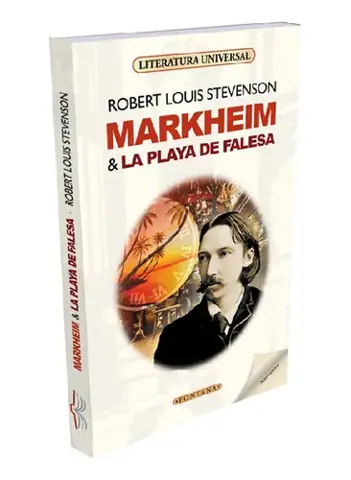 LITERATURA UNIVERSAL
ROBERT LOUIS STEVENSON
MARKHEIM
& LA PLAYA DE FALESA
•FONTANA•
MARKHEIM & LA PLAYA DE FALESA · ROBERT LOUIS STEVENSON